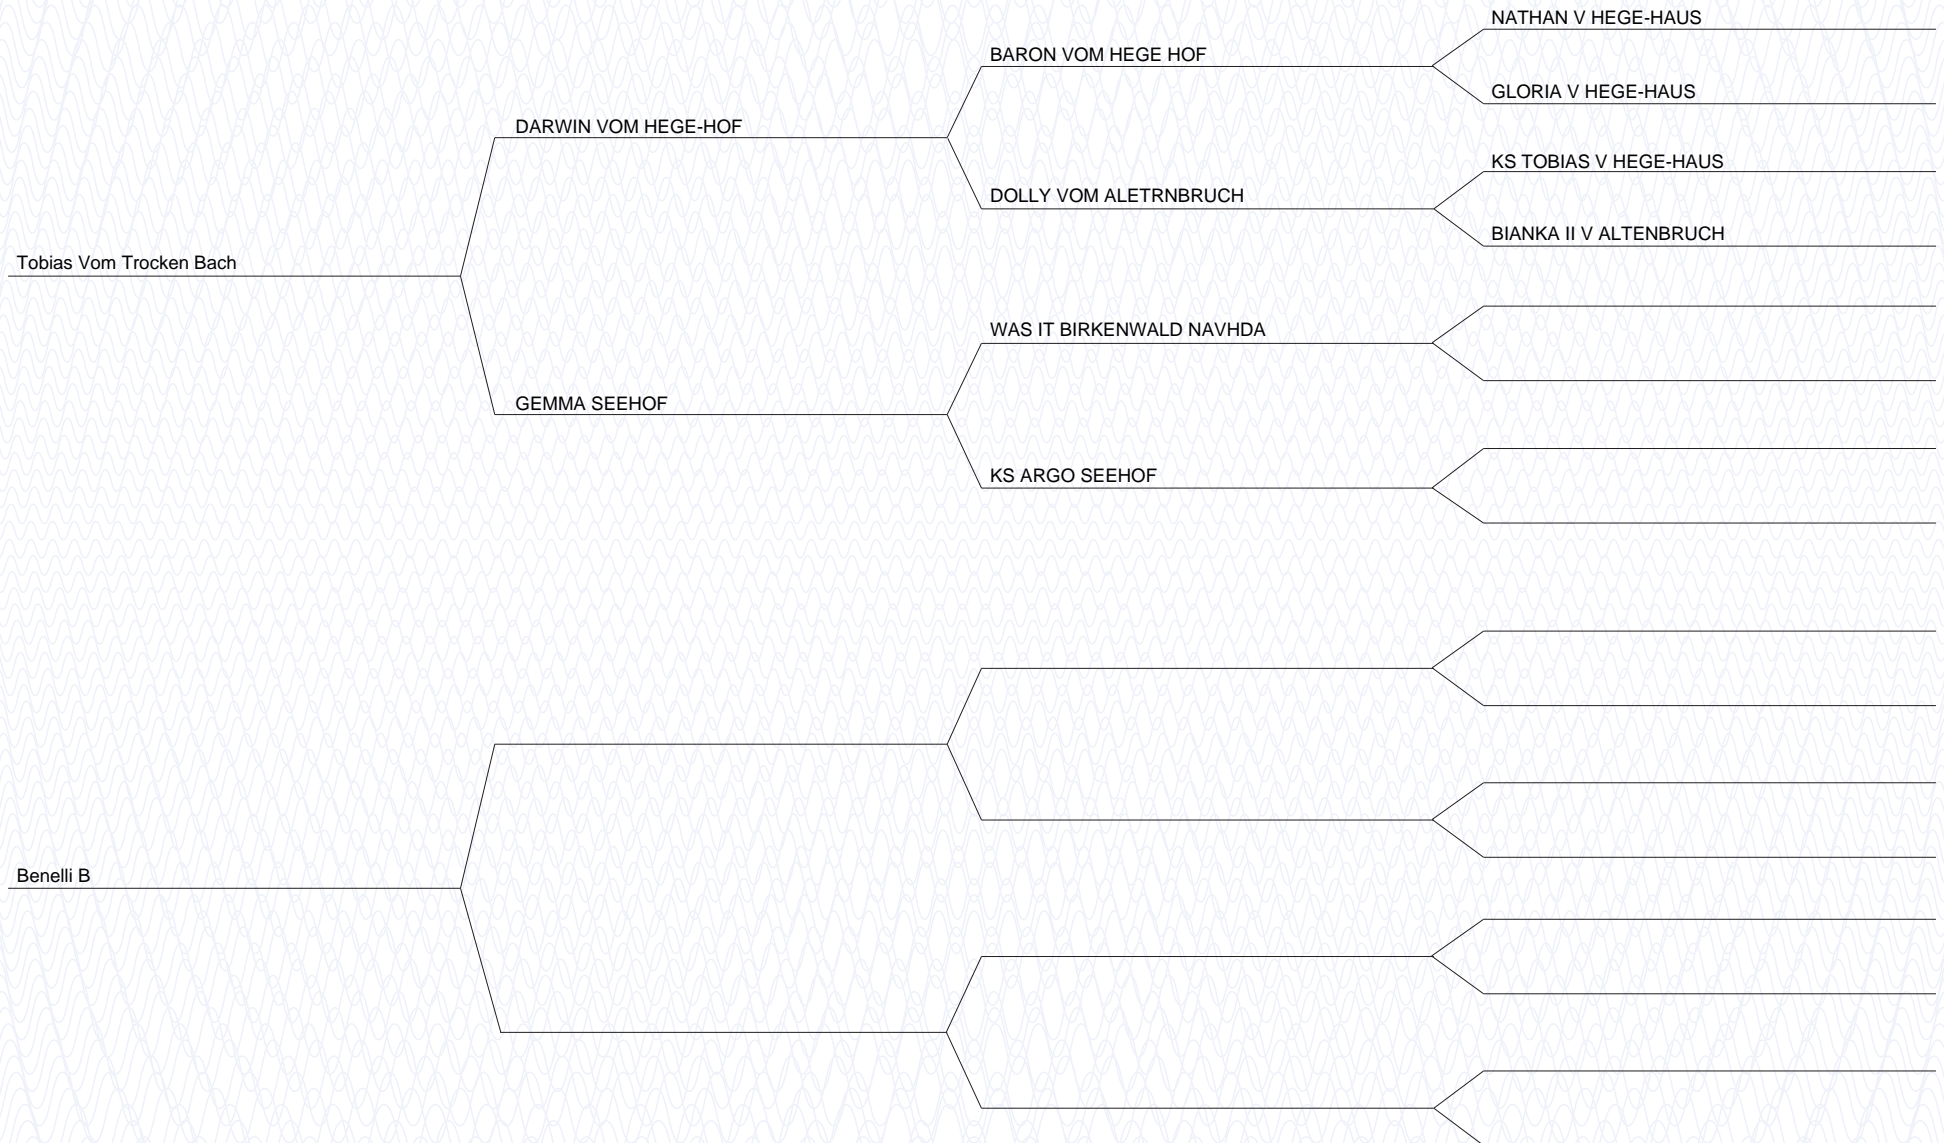 NATHAN V HEGE-HAUS
BARON VOM HEGE HOF
GLORIA V HEGE-HAUS
DARWIN VOM HEGE-HOF
KS TOBIAS V HEGE-HAUS
DOLLY VOM ALETRNBRUCH
BIANKA II V ALTENBRUCH
Tobias Vom Trocken Bach
WAS IT BIRKENWALD NAVHDA
GEMMA SEEHOF
KS ARGO SEEHOF
Benelli B